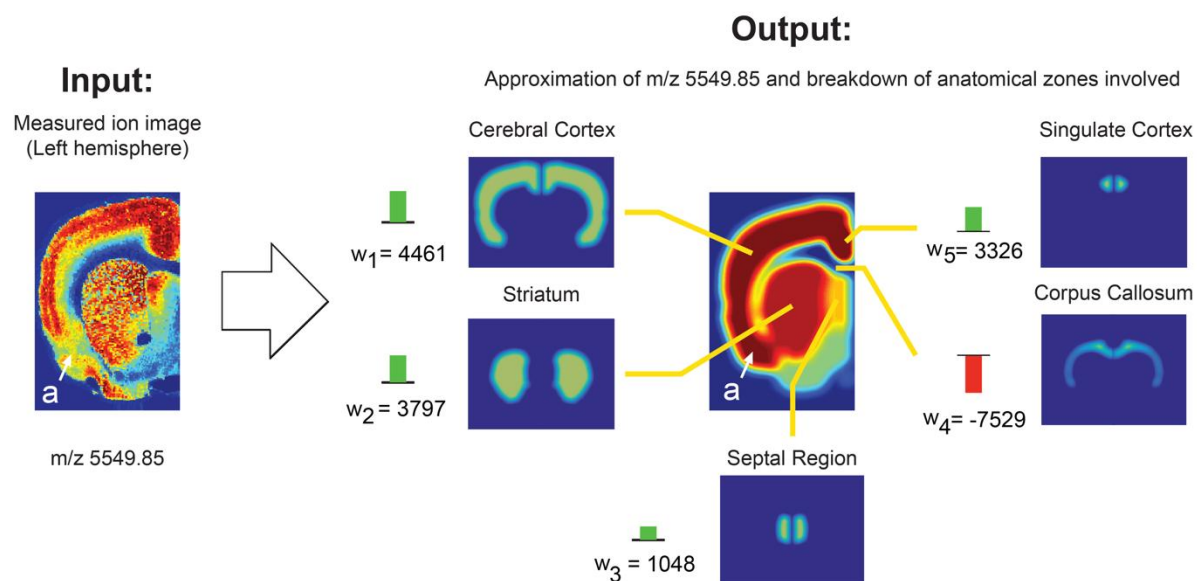 Input:
Measured ion image
(Left hemisphere)
a
m/z 5549.85
Output:
Approximation of m/z 5549.85 and breakdown of anatomical zones involved
Cerebral Cortex
w1 = 4461
Striatum
w2 = 3797
a
Septal Region
w3 = 1048
Singulate Cortex
w5 = 3326
Corpus Callosum
w4 = -7529